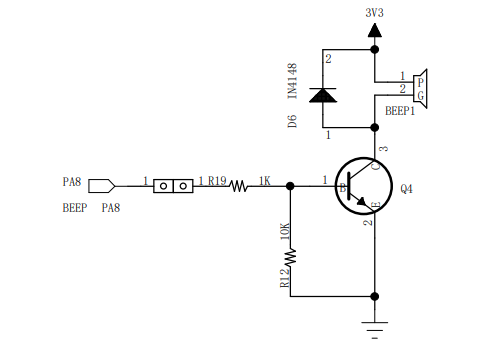 3V3
2
IN4148
D6
1
1
P
2
G
BEEP1
3
C
PA8
1
1
R19
1K
1
B
Q4
BEEP
PA8
E
2
10K
R12